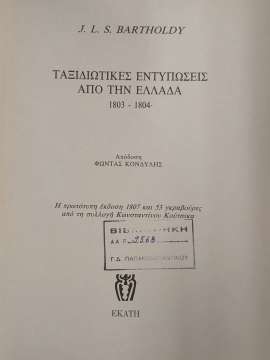 J. L. S. BARTHOLDY
ΤΑΞΙΔΙΩΤΙΚΕΣ ΕΝΤΥΠΩΣΕΙΣ
ΑΠΟ ΤΗΝ ΕΛΛΑΔΑ
1803 - 1804
Απόδοση
ΦΩΝΤΑΣ ΚΟΝΔΥΛΗΣ
Η πρωτότυπη έκδοση 1807 και 53 γκραβούρες
από τη συλλογή Κωνσταντίνου Κούτσικα
ΕΚΑΤΗ